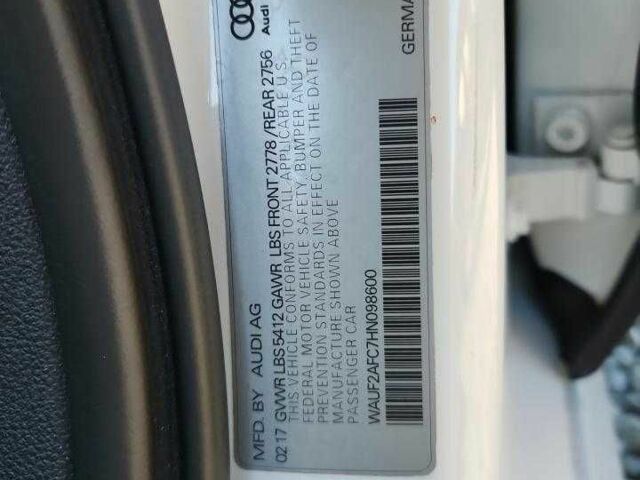 Audi
MFD. BY AUDI AG
02 17 GVWR LBS 5412 GAWR LBS FRONT 2778 / REAR 2756
THIS VEHICLE CONFORMS TO ALL APPLICABLE U.S.
FEDERAL MOTOR VEHICLE SAFETY, BUMPER AND THEFT
PREVENTION STANDARDS IN EFFECT ON THE DATE OF
MANUFACTURE SHOWN ABOVE
PASSENGER CAR
WAUF2AFC7HN098600
GERMA